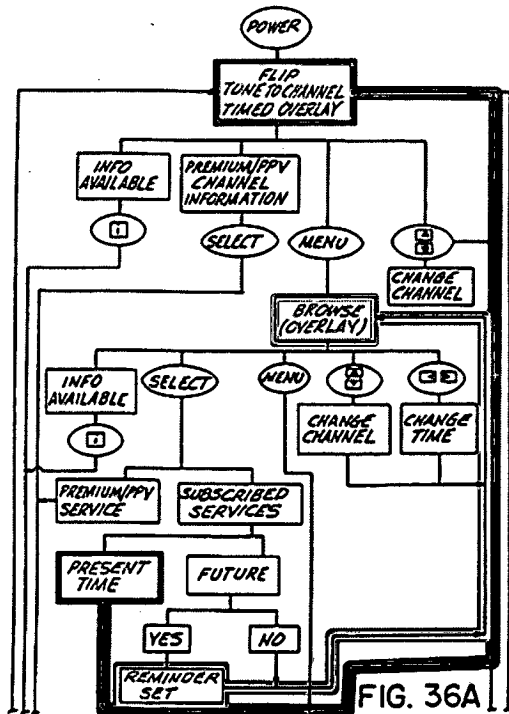 POWER
FLIP
TUNE TO CHANNEL
TIMED OVERLAY
INFO
AVAILABLE
PREMIUM/PPV
CHANNEL
INFORMATION
i
SELECT
MENU
CHANGE
CHANNEL
BROWSE
(OVERLAY)
INFO
AVAILABLE
SELECT
MENU
CHANGE
CHANNEL
CHANGE
TIME
PREMIUM/PPV
SERVICE
SUBSCRIBED
SERVICES
PRESENT
TIME
FUTURE
YES
NO
REMINDER
SET
FIG. 36A